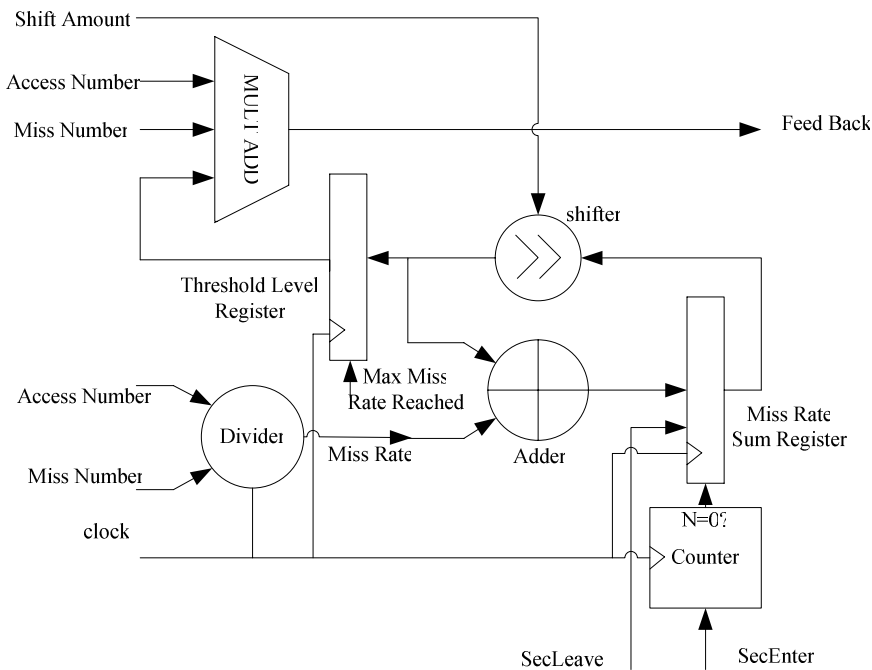 Shift Amount
Access Number
Miss Number
MULT ADD
Feed Back
shifter
Threshold Level
Register
Max Miss
Rate Reached
Access Number
Divider
Miss Rate
Adder
Miss Rate
Sum Register
Miss Number
clock
N=0?
Counter
SecLeave
SecEnter